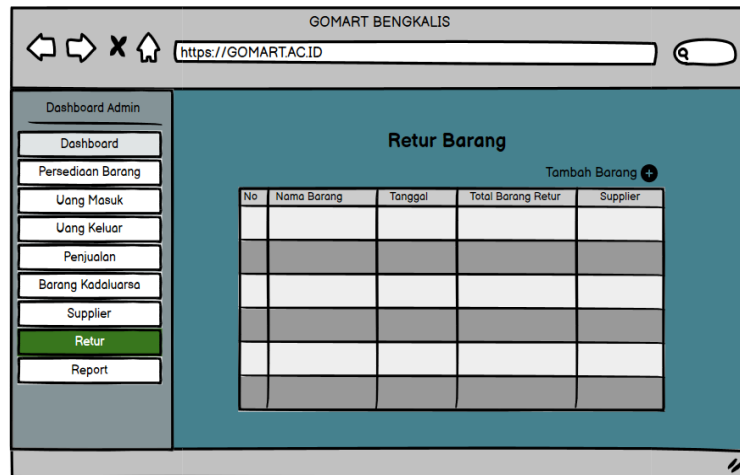 GOMART BENGKALIS
https://GOMART.AC.ID
Dashboard Admin
Dashboard
Persediaan Barang
Uang Masuk
Uang Keluar
Penjualan
Barang Kadaluarsa
Supplier
Retur
Report
Retur Barang
Tambah Barang
No Nama Barang Tanggal Total Barang Retur Supplier